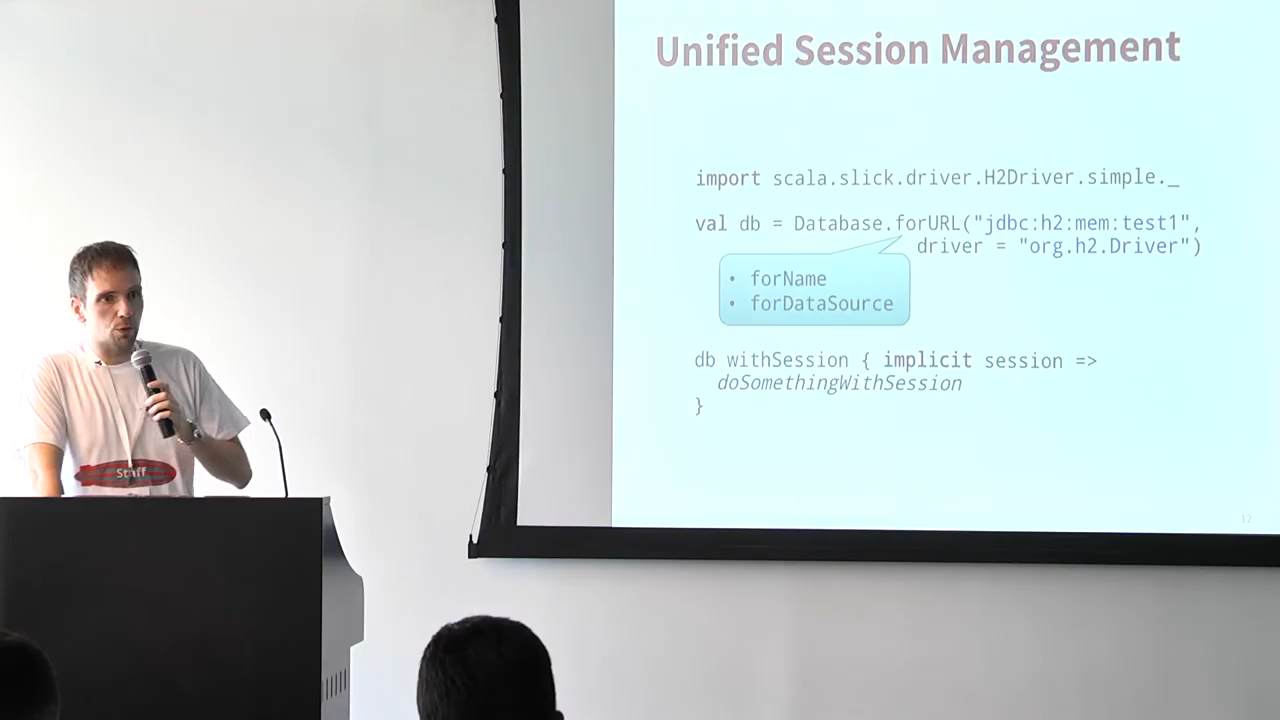 Unified Session Management
import scala.slick.driver.H2Driver.simple._
val db = Database.forURL("jdbc:h2:mem:test1",
driver = "org.h2.Driver")
• forName
• forDataSource
db withSession { implicit session =>
doSomethingWithSession
}
12
Staff